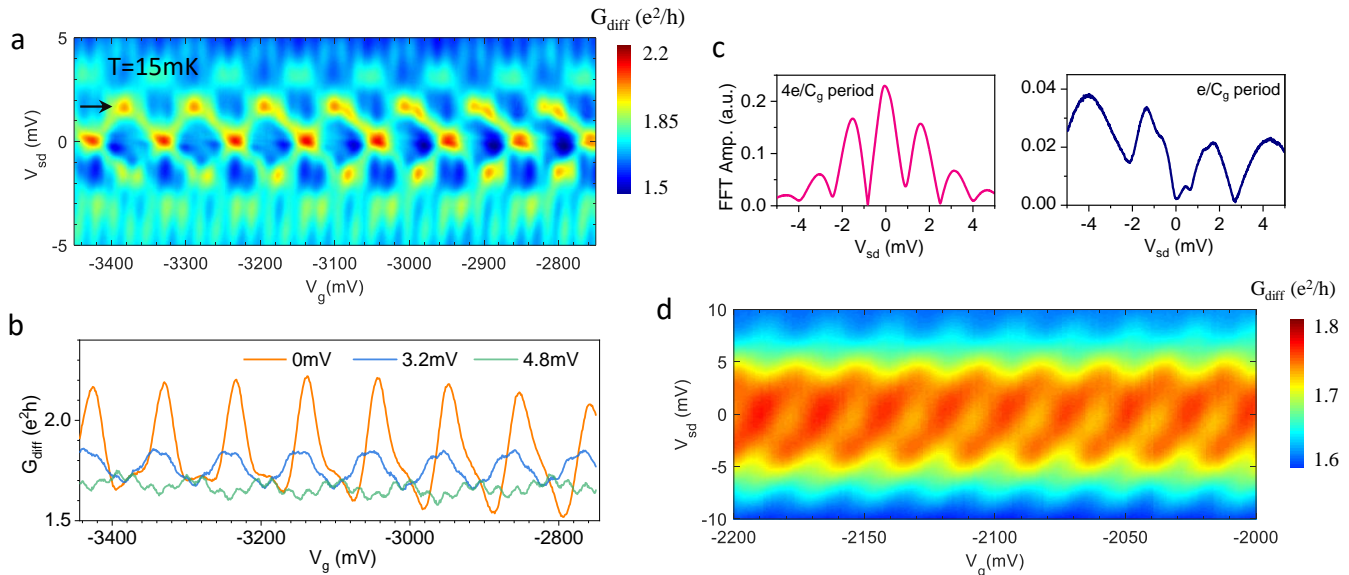 a
G_diff (e²/h)
T=15mK
2.2
1.85
1.5
5
0
-5
V_sd (mV)
-3400 -3300 -3200 -3100 -3000 -2900 -2800
V_g(mV)
b
0mV 3.2mV 4.8mV
2.0
1.5
G_diff (e²h)
-3400 -3300 -3200 -3100 -3000 -2900 -2800
V_g (mV)
c
4e/C_g period
0.2
0.1
0.0
FFT Amp. (a.u.)
-4 -2 0 2 4
V_sd (mV)
e/C_g period
0.04
0.02
0.00
-4 -2 0 2 4
V_sd (mV)
d
G_diff (e²/h)
1.8
1.7
1.6
10
5
0
-5
-10
V_sd (mV)
-2200 -2150 -2100 -2050 -2000
V_g (mV)